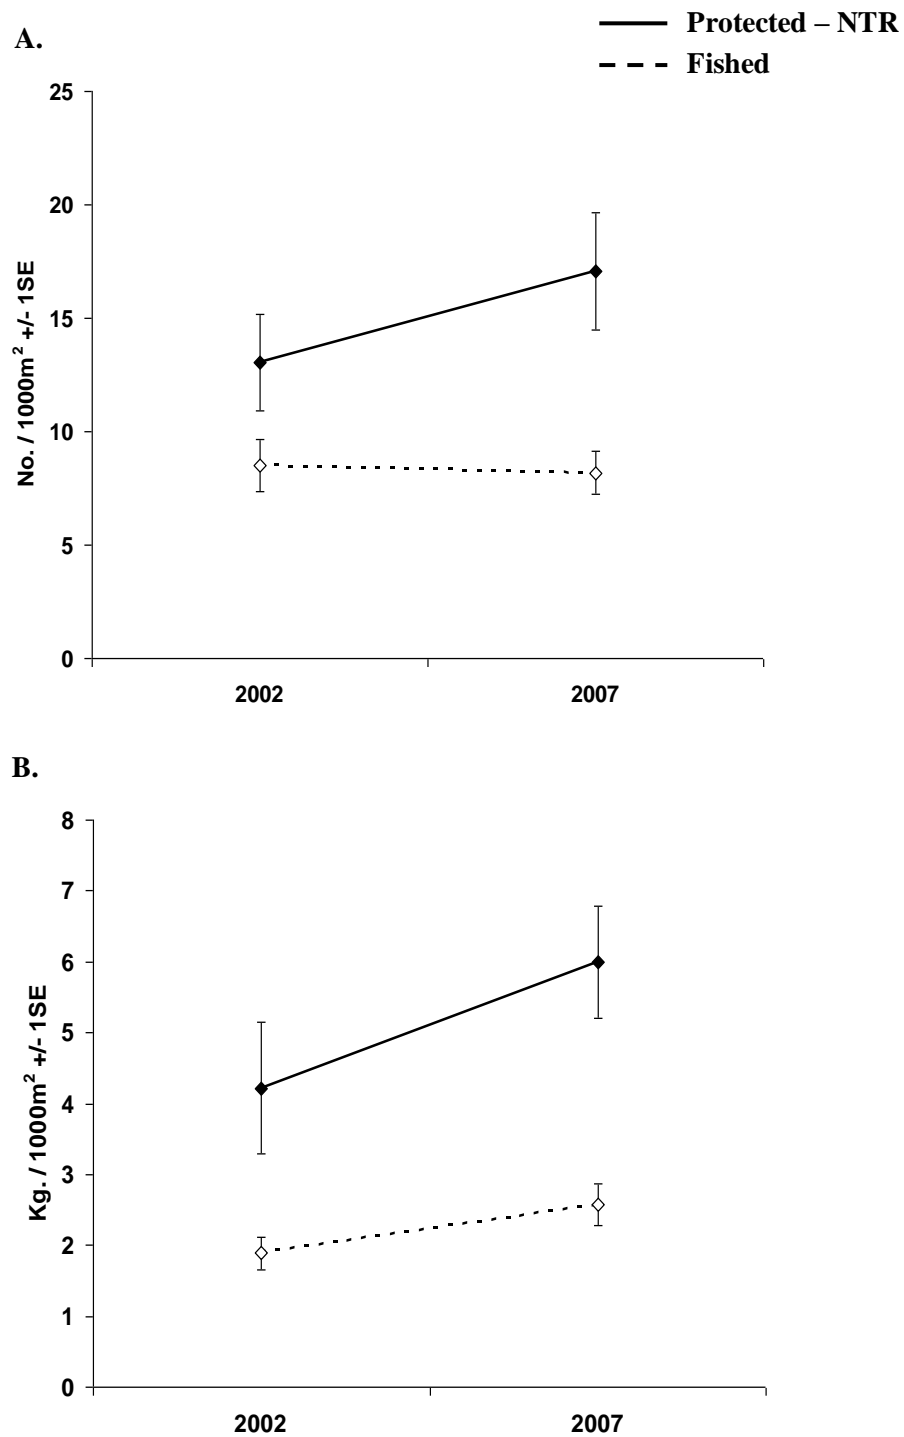 Protected – NTR
A.
Fished
25
20
15
10
5
0
No. / 1000m² +/- 1SE
2002 2007
B.
8
7
6
5
4
3
2
1
0
Kg. / 1000m² +/- 1SE
2002 2007